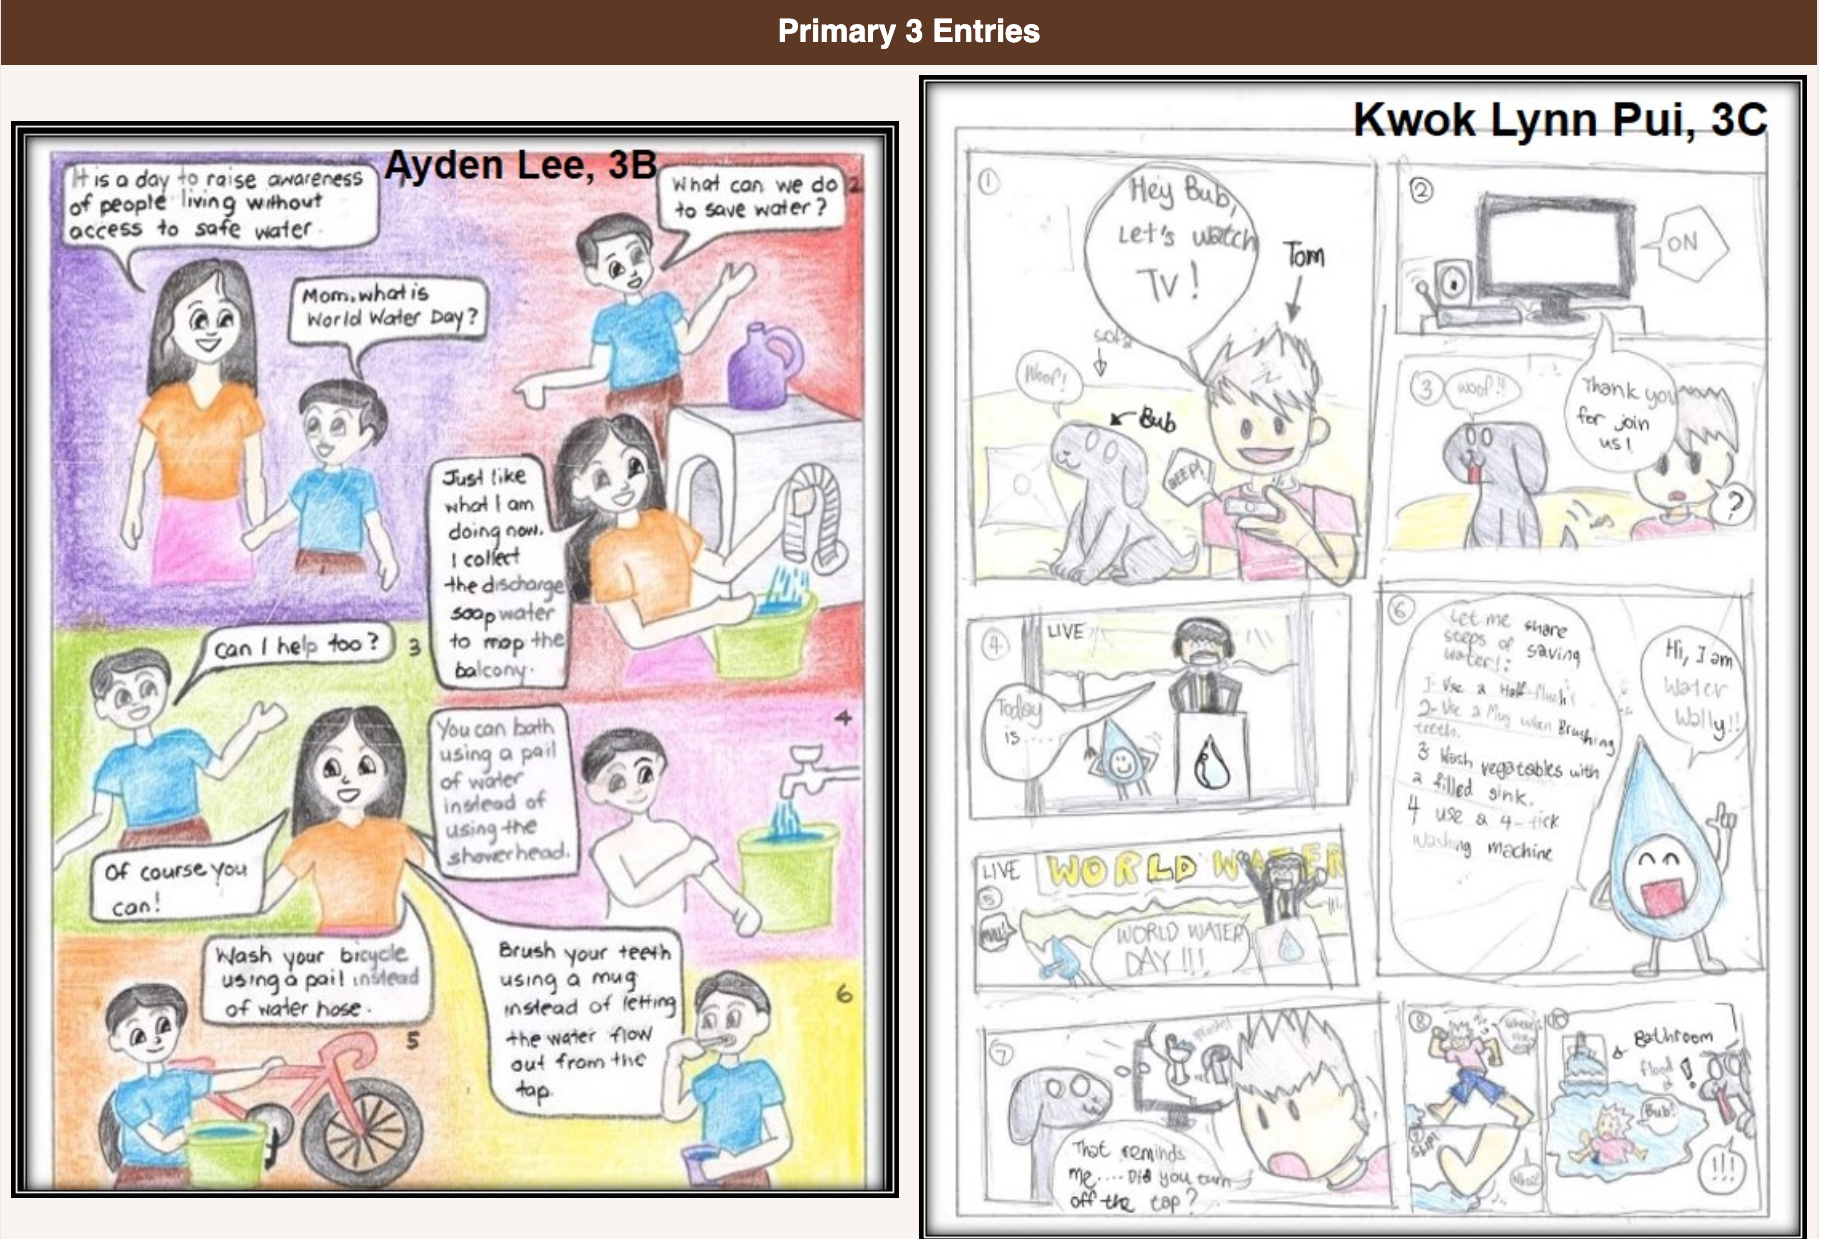 Primary 3 Entries
Ayden Lee, 3B
It is a day to raise awareness
of people living without
access to safe water.
Mom, what is
World Water Day?
2
What can we do
to save water?
Just like
what I am
doing now.
I collect
the discharge
soap water
to mop the
balcony.
3
can I help too?
Of course you
can!
4
You can bath
using a pail
of water
instead of
using the
showerhead.
5
Wash your bicycle
using a pail instead
of water hose.
6
Brush your teeth
using a mug
instead of letting
the water flow
out from the
tap.
Kwok Lynn Pui, 3C
1
Hey Bub,
Let's watch
TV!
Tom
sofa
Woof!
Bub
BEEP!
2
ON
3
woof!!
Thank you
for join
us!
?
4
LIVE
Today
is....
5
LIVE
WORLD WATER
WORLD WATER
DAY!!!
6
Let me share
steps of saving
water!:
1. Use a Half-flush
2- Use a Mug when Brushing
teeth.
3 Wash vegatables with
a filled sink.
4 use a 4-tick
Washing machine
Hi, I am
Water
Wally!!
7
That reminds
me.... Did you turn
off the tap?
8
Bathroom
flood
!
Bub!
!!!